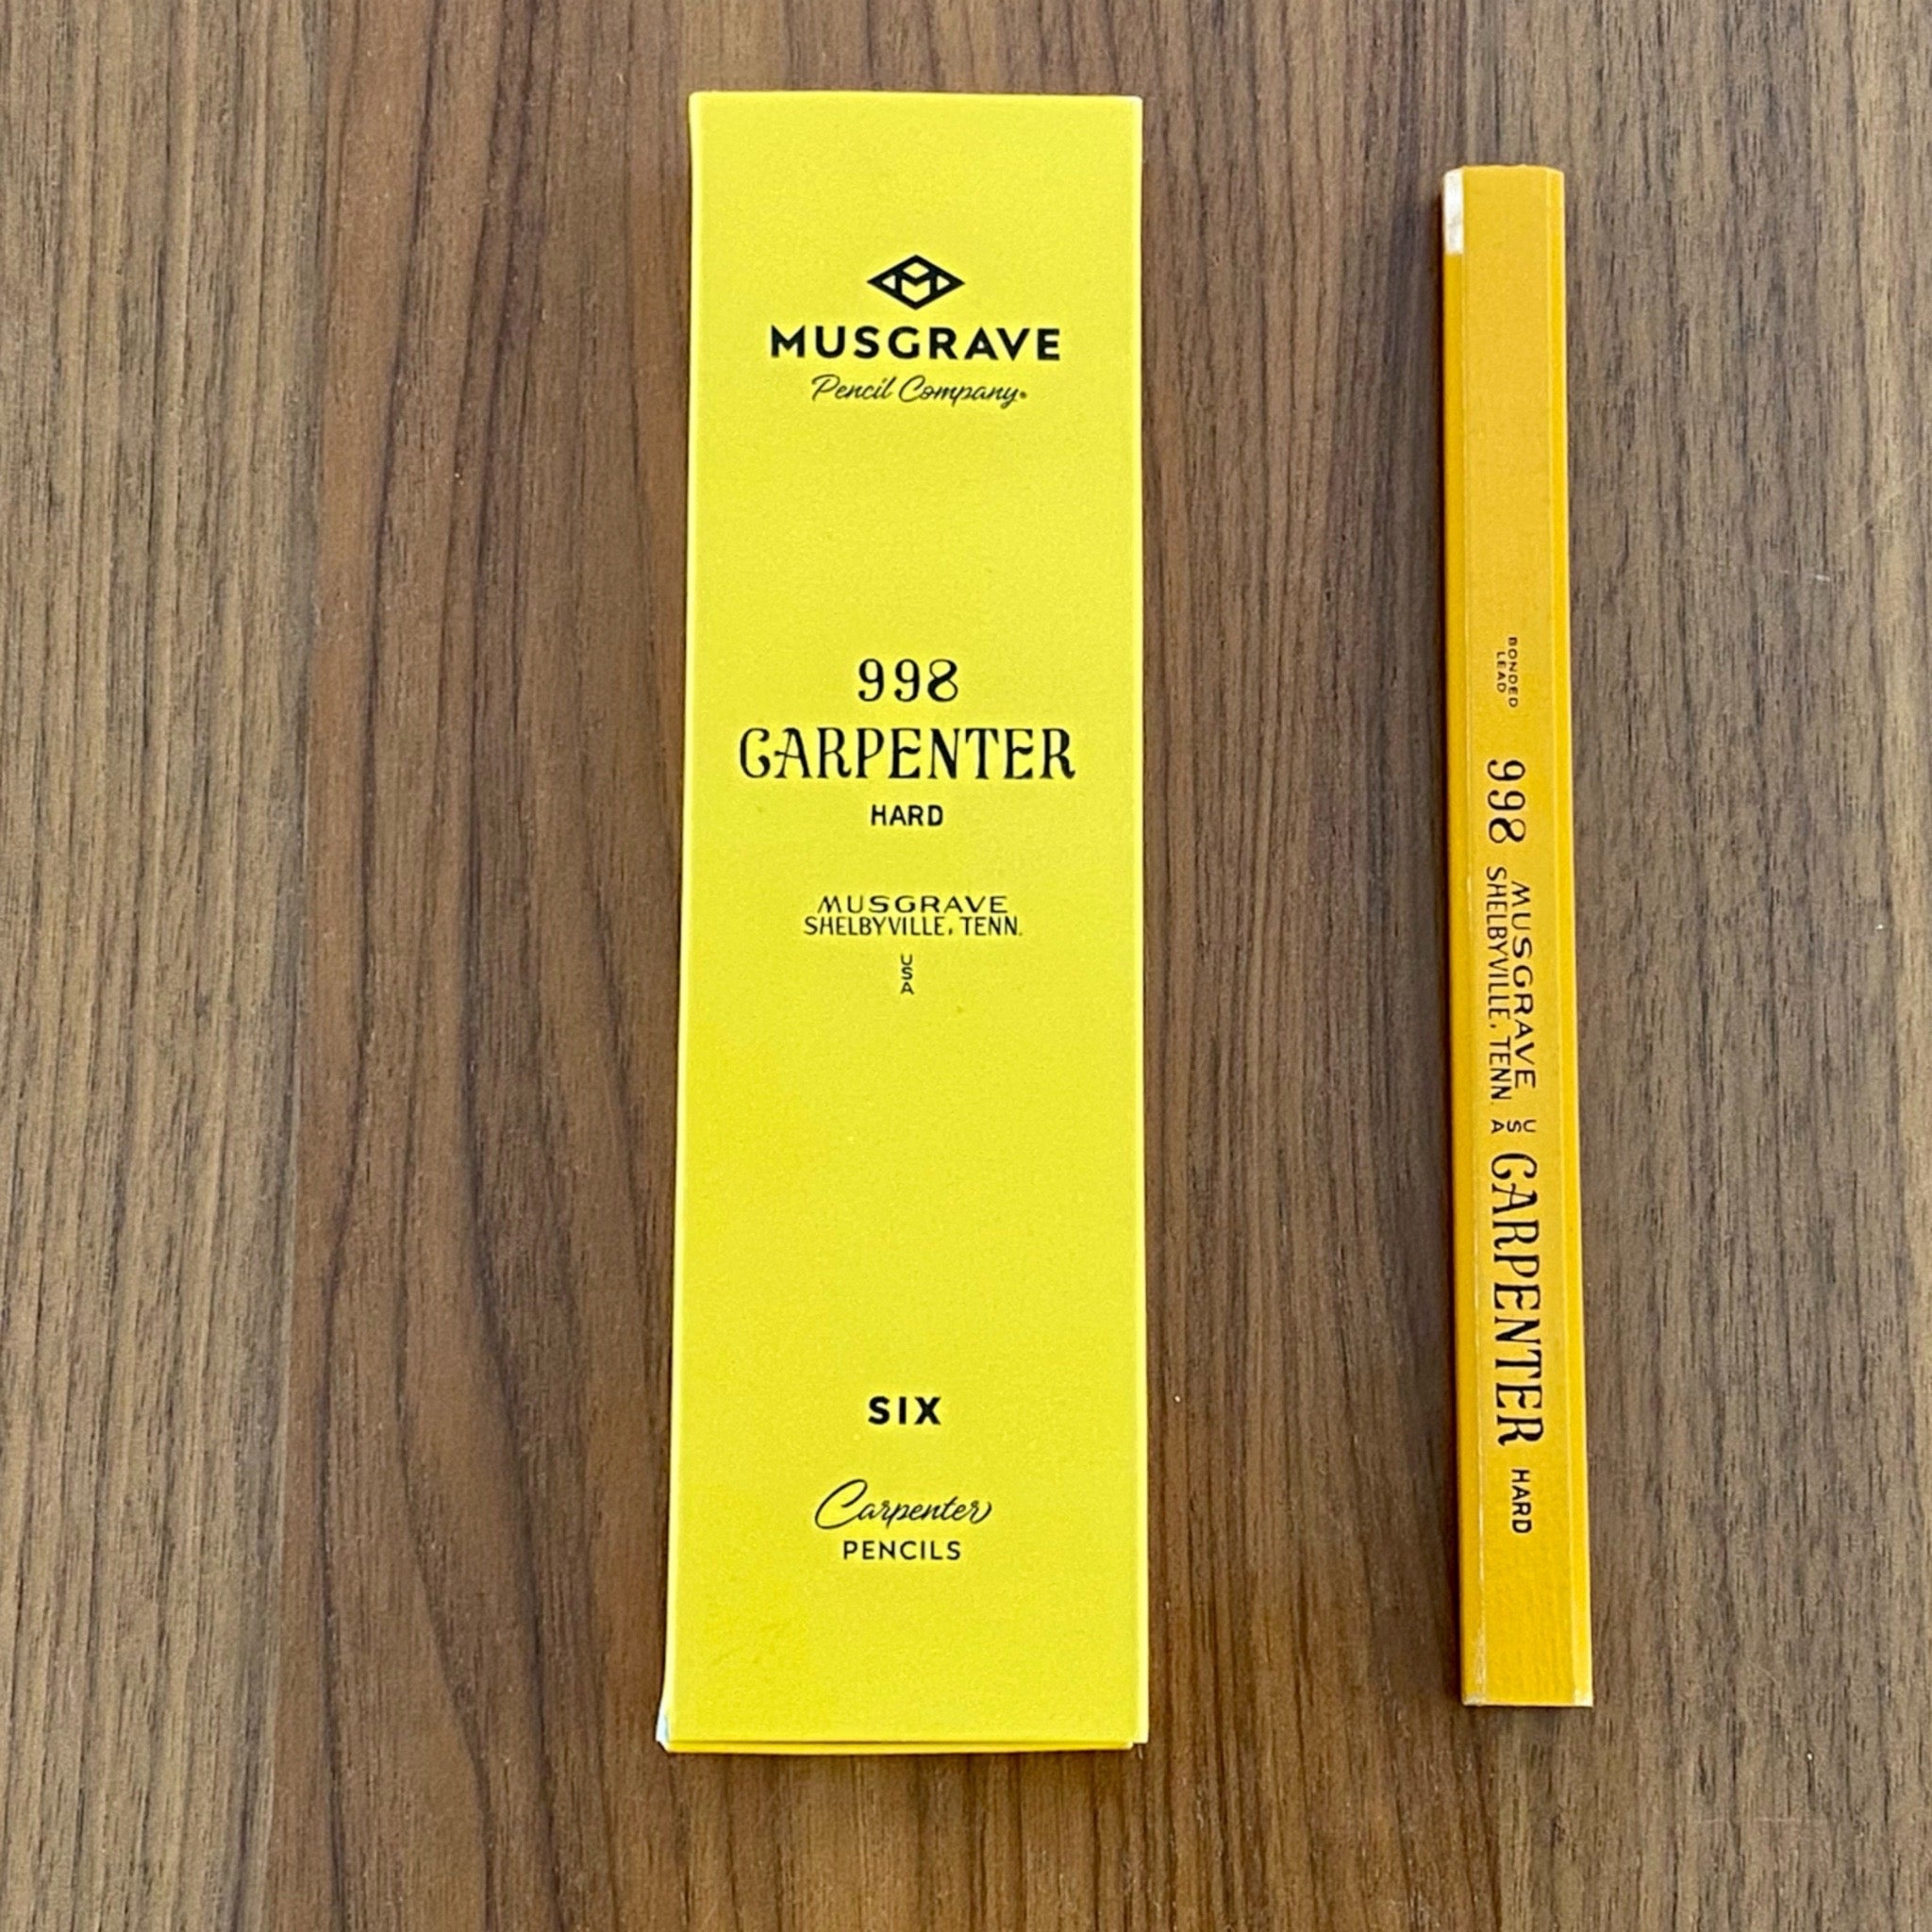 MUSGRAVE
Pencil Company®
998
CARPENTER
HARD
MUSGRAVE
SHELBYVILLE, TENN.
USA
SIX
Carpenter
PENCILS
BONDED
LEAD
998
MUSGRAVE
SHELBYVILLE, TENN.
USA
CARPENTER
HARD